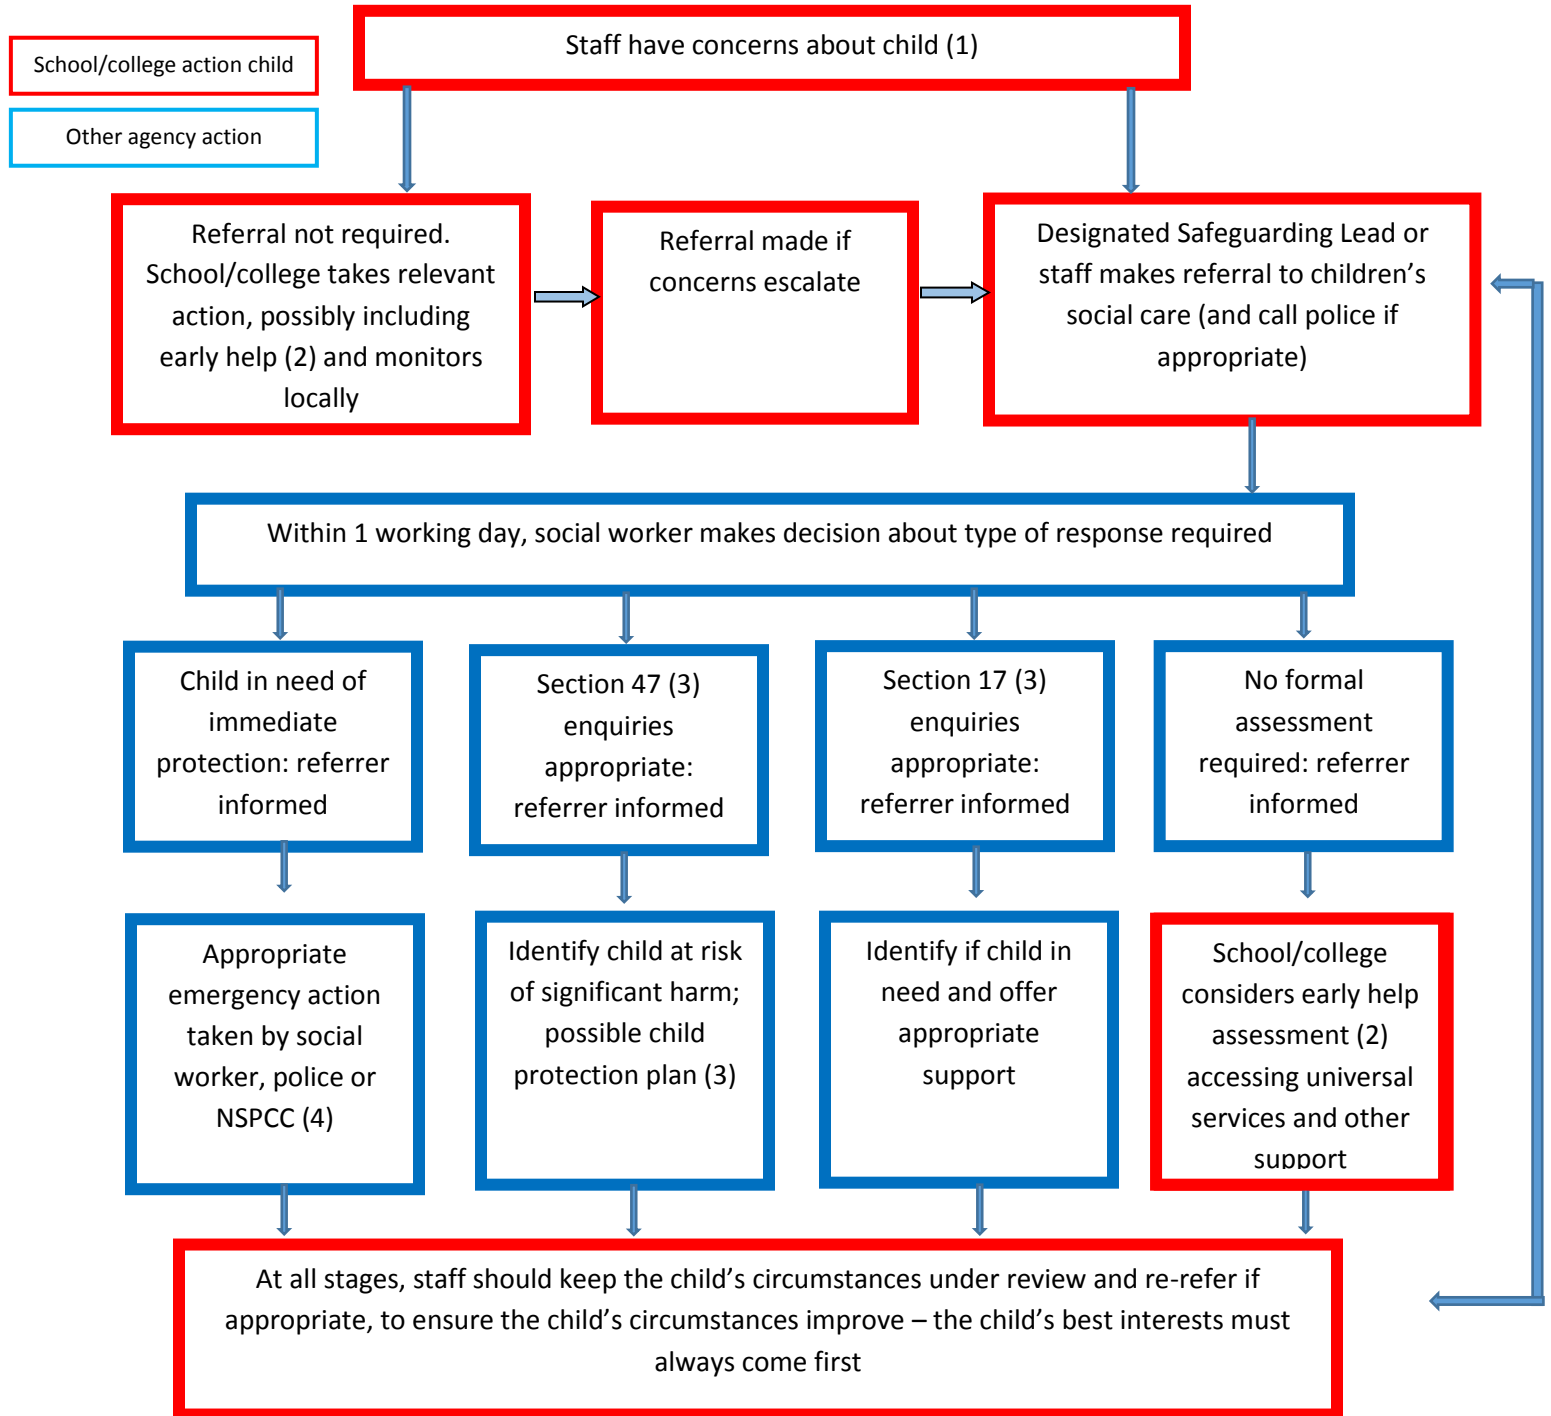 Staff have concerns about child (1)
School/college action child
Other agency action
Referral not required.
School/college takes relevant
action, possibly including
early help (2) and monitors
locally
Referral made if
concerns escalate
Designated Safeguarding Lead or
staff makes referral to children’s
social care (and call police if
appropriate)
Within 1 working day, social worker makes decision about type of response required
Child in need of
immediate
protection: referrer
informed
Section 47 (3)
enquiries
appropriate:
referrer informed
Section 17 (3)
enquiries
appropriate:
referrer informed
No formal
assessment
required: referrer
informed
Appropriate
emergency action
taken by social
worker, police or
NSPCC (4)
Identify child at risk
of significant harm;
possible child
protection plan (3)
Identify if child in
need and offer
appropriate
support
School/college
considers early help
assessment (2)
accessing universal
services and other
support
At all stages, staff should keep the child’s circumstances under review and re-refer if
appropriate, to ensure the child’s circumstances improve – the child’s best interests must
always come first